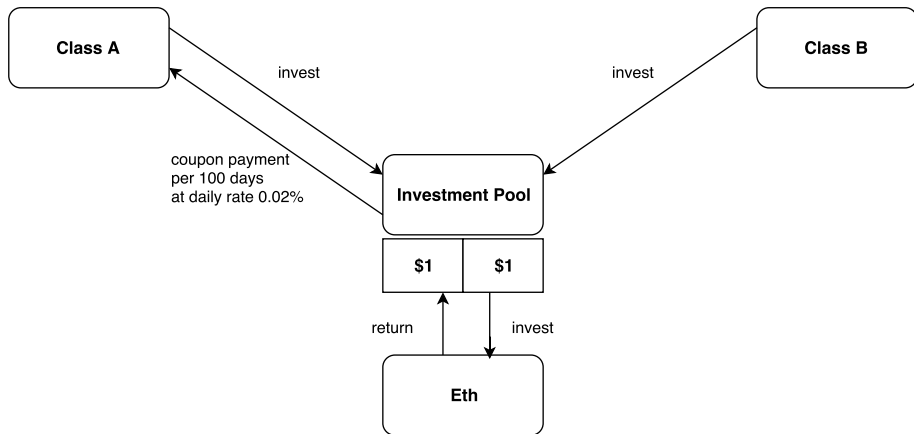 Class A
Class B
invest
invest
coupon payment
per 100 days
at daily rate 0.02%
Investment Pool
$1
$1
return
invest
Eth